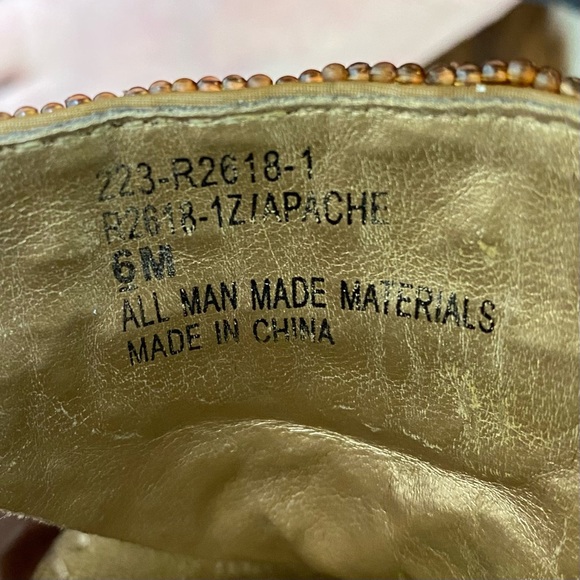 223-R2618-1
R2618-1Z/APACHE
6M
ALL MAN MADE MATERIALS
MADE IN CHINA